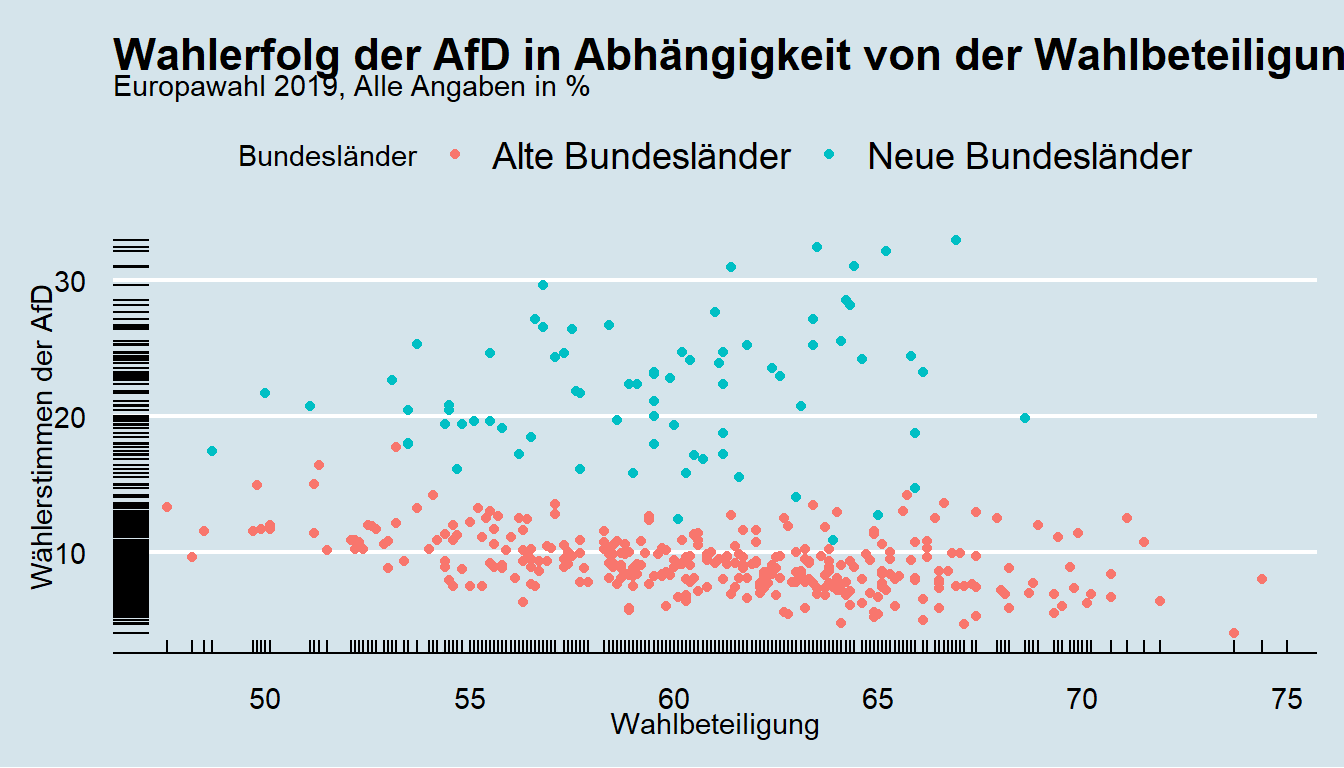 Wahlerfolg der AfD in Abhängigkeit von der Wahlbeteiligun
Europawahl 2019, Alle Angaben in %
Bundesländer Alte Bundesländer Neue Bundesländer
Wählerstimmen der AfD
30
20
10
50 55 60 65 70 75
Wahlbeteiligung